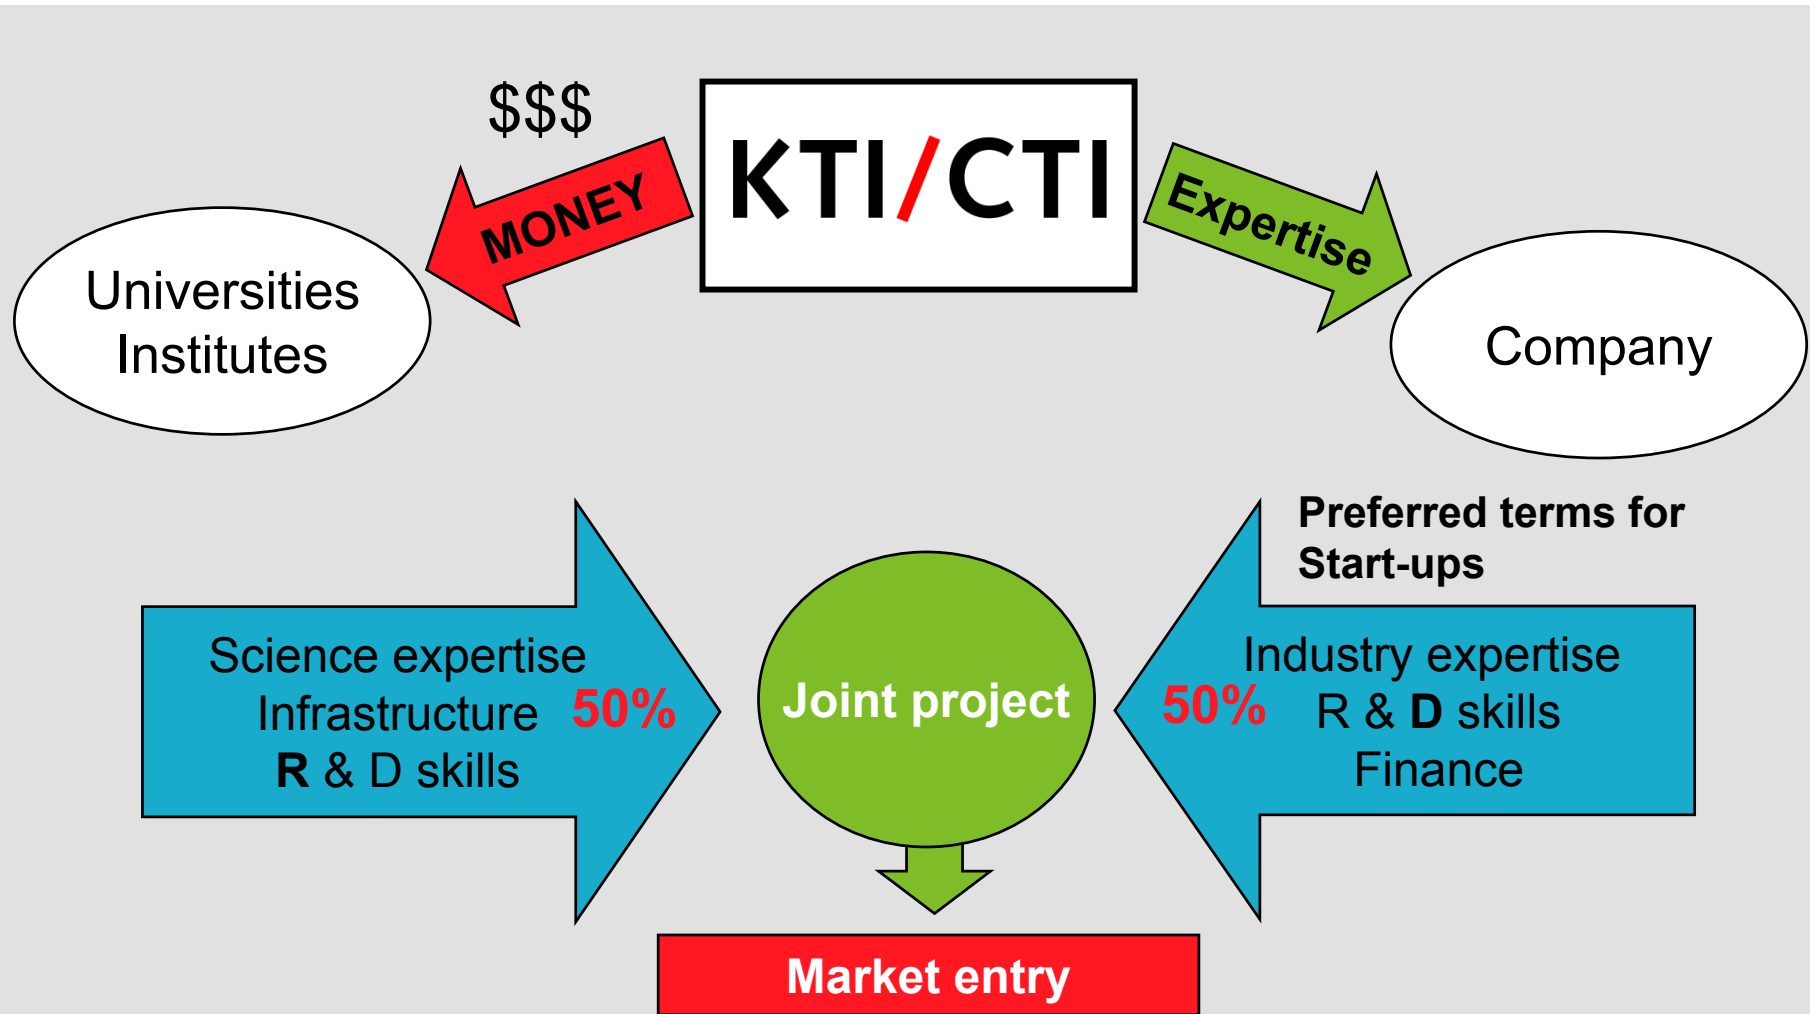 $$$
KTI/CTI
MONEY
Expertise
Universities
Institutes
Company
Preferred terms for
Start-ups
Science expertise
Infrastructure 50%
R & D skills
Joint project
Industry expertise
50% R & D skills
Finance
Market entry